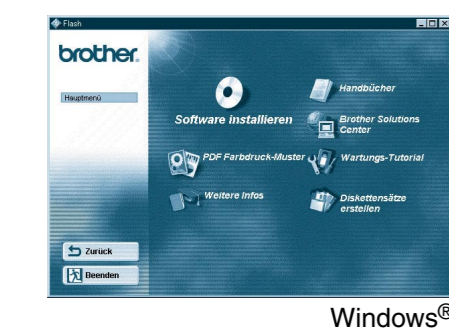 Flash
brother.
Hauptmenü
Software installieren
Handbücher
Brother Solutions
Center
PDF Farbdruck-Muster
Wartungs-Tutorial
Weitere Infos
Diskettensätze
erstellen
Zurück
Beenden
Windows®